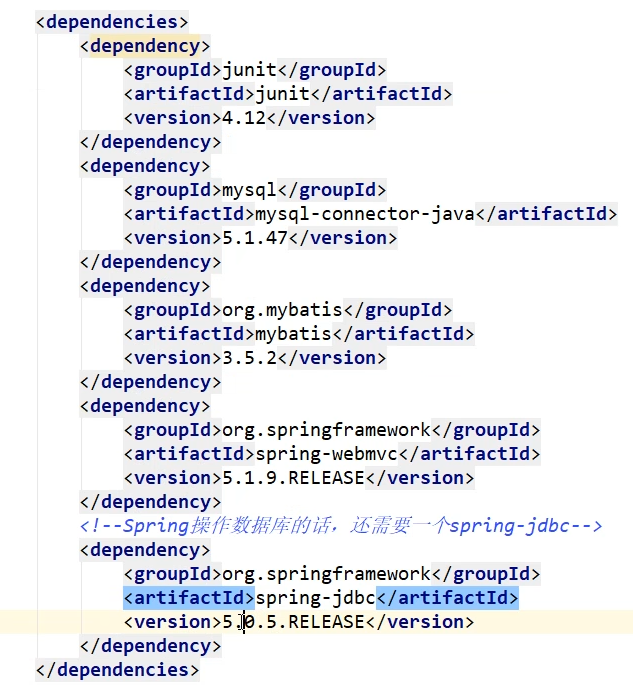 <dependencies>
<dependency>
<groupId>junit</groupId>
<artifactId>junit</artifactId>
<version>4.12</version>
</dependency>
<dependency>
<groupId>mysql</groupId>
<artifactId>mysql-connector-java</artifactId>
<version>5.1.47</version>
</dependency>
<dependency>
<groupId>org.mybatis</groupId>
<artifactId>mybatis</artifactId>
<version>3.5.2</version>
</dependency>
<dependency>
<groupId>org.springframework</groupId>
<artifactId>spring-webmvc</artifactId>
<version>5.1.9.RELEASE</version>
</dependency>
<!--Spring操作数据库的话，还需要一个spring-jdbc-->
<dependency>
<groupId>org.springframework</groupId>
<artifactId>spring-jdbc</artifactId>
<version>5.0.5.RELEASE</version>
</dependency>
</dependencies>